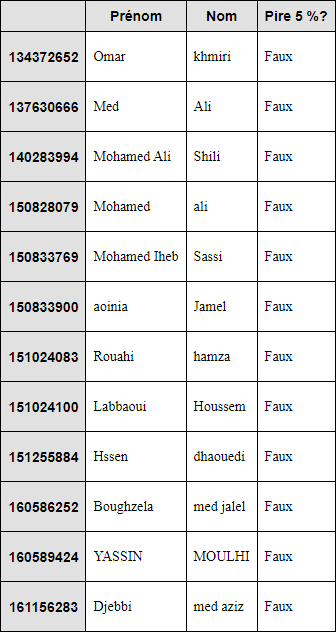 Prénom Nom Pire 5 %?
134372652 Omar khmiri Faux
137630666 Med Ali Faux
140283994 Mohamed Ali Shili Faux
150828079 Mohamed ali Faux
150833769 Mohamed Iheb Sassi Faux
150833900 aoinia Jamel Faux
151024083 Rouahi hamza Faux
151024100 Labbaoui Houssem Faux
151255884 Hssen dhaouedi Faux
160586252 Boughzela med jalel Faux
160589424 YASSIN MOULHI Faux
161156283 Djebbi med aziz Faux